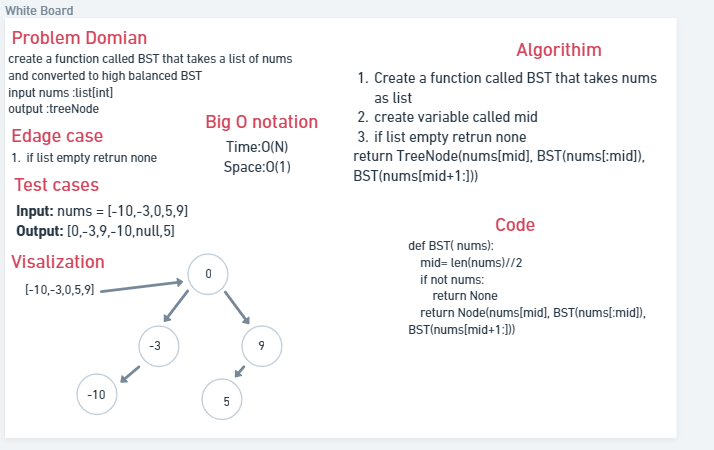 White Board
Problem Domian
create a function called BST that takes a list of nums
and converted to high balanced BST
input nums :list[int]
output :treeNode
Edage case
1. if list empty retrun none
Test cases
Input: nums = [-10,-3,0,5,9]
Output: [0,-3,9,-10,null,5]
Visalization
[-10,-3,0,5,9]
0
-3
9
-10
5
Big O notation
Time:O(N)
Space:O(1)
Algorithim
1. Create a function called BST that takes nums
as list
2. create variable called mid
3. if list empty retrun none
return TreeNode(nums[mid], BST(nums[:mid]),
BST(nums[mid+1:]))
Code
def BST( nums):
mid= len(nums)//2
if not nums:
return None
return Node(nums[mid], BST(nums[:mid]),
BST(nums[mid+1:]))